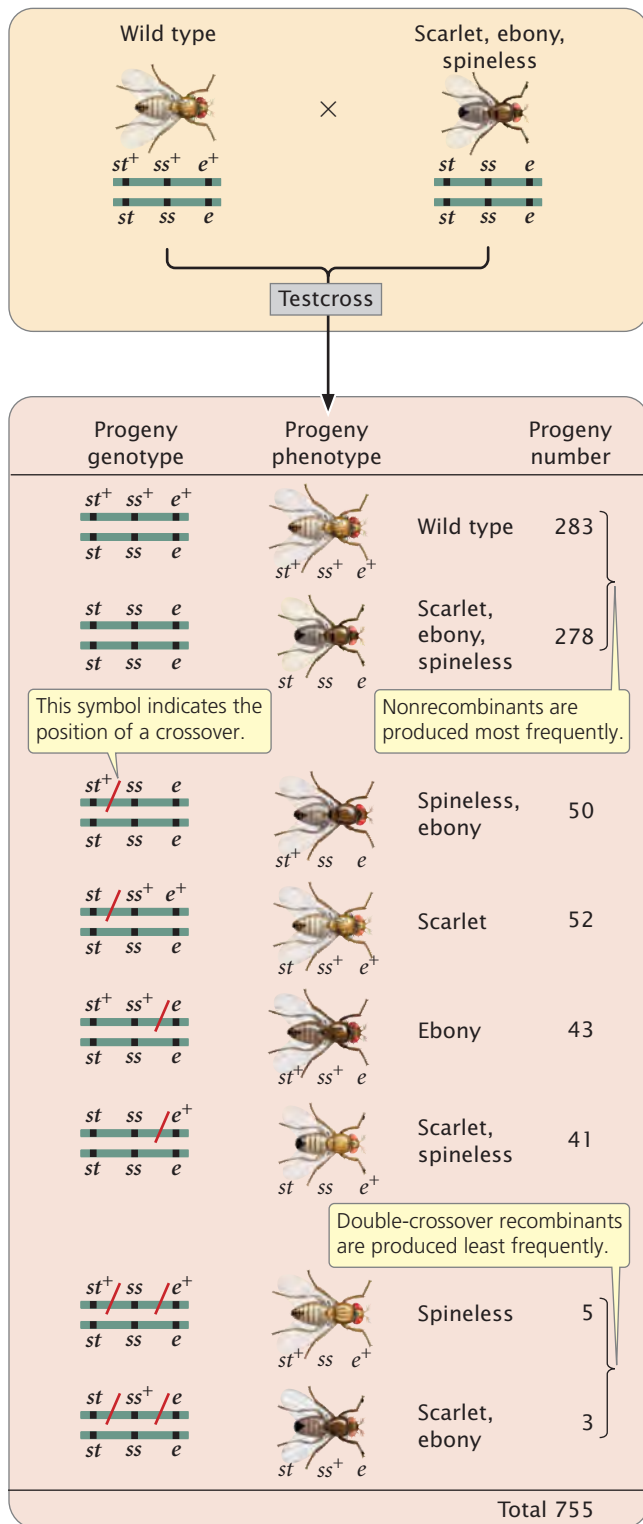 Wild type
Scarlet, ebony,
spineless
×
st+ ss+ e+
st ss e
st ss e
st ss e
Testcross
Progeny genotype
Progeny phenotype
Progeny number
st+ ss+ e+
st ss e
st+ ss+ e+
Wild type 283
st ss e
st ss e
st ss e
Scarlet,
ebony, 278
spineless
This symbol indicates the
position of a crossover.
Nonrecombinants are
produced most frequently.
st+ ss e
st ss e
st+ ss e
Spineless, 50
ebony
st ss+ e+
st ss e
st ss+ e+
Scarlet 52
st+ ss+ e
st ss e
st+ ss+ e
Ebony 43
st ss e+
st ss e
st ss e+
Scarlet, 41
spineless
Double-crossover recombinants
are produced least frequently.
st+ ss e+
st ss e
st+ ss e+
Spineless 5
st ss+ e
st ss e
st ss+ e
Scarlet, 3
ebony
Total 755